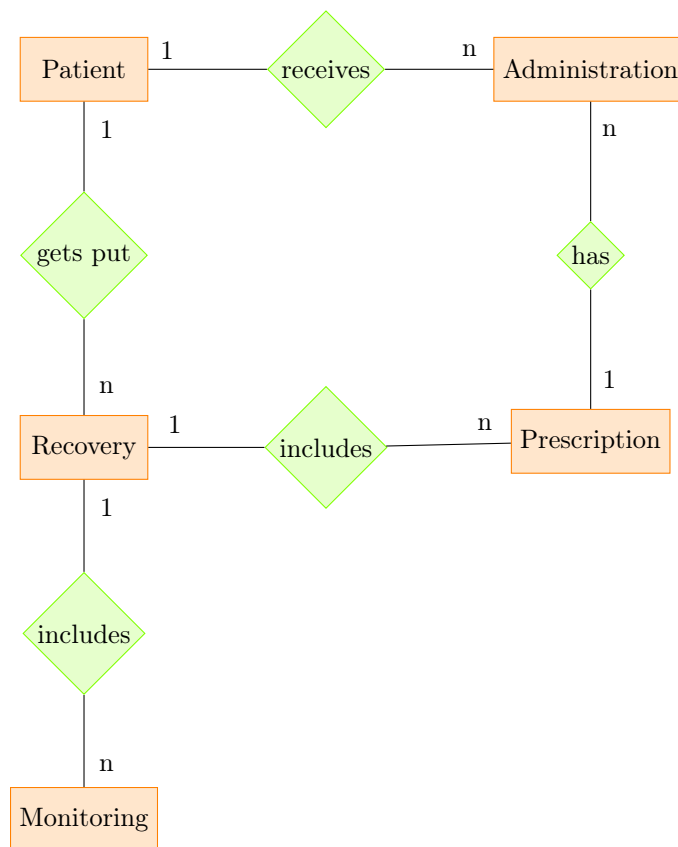 Patient
1
receives
n
Administration
1
n
gets put
has
n
1
Recovery
1
includes
n
Prescription
1
includes
n
Monitoring